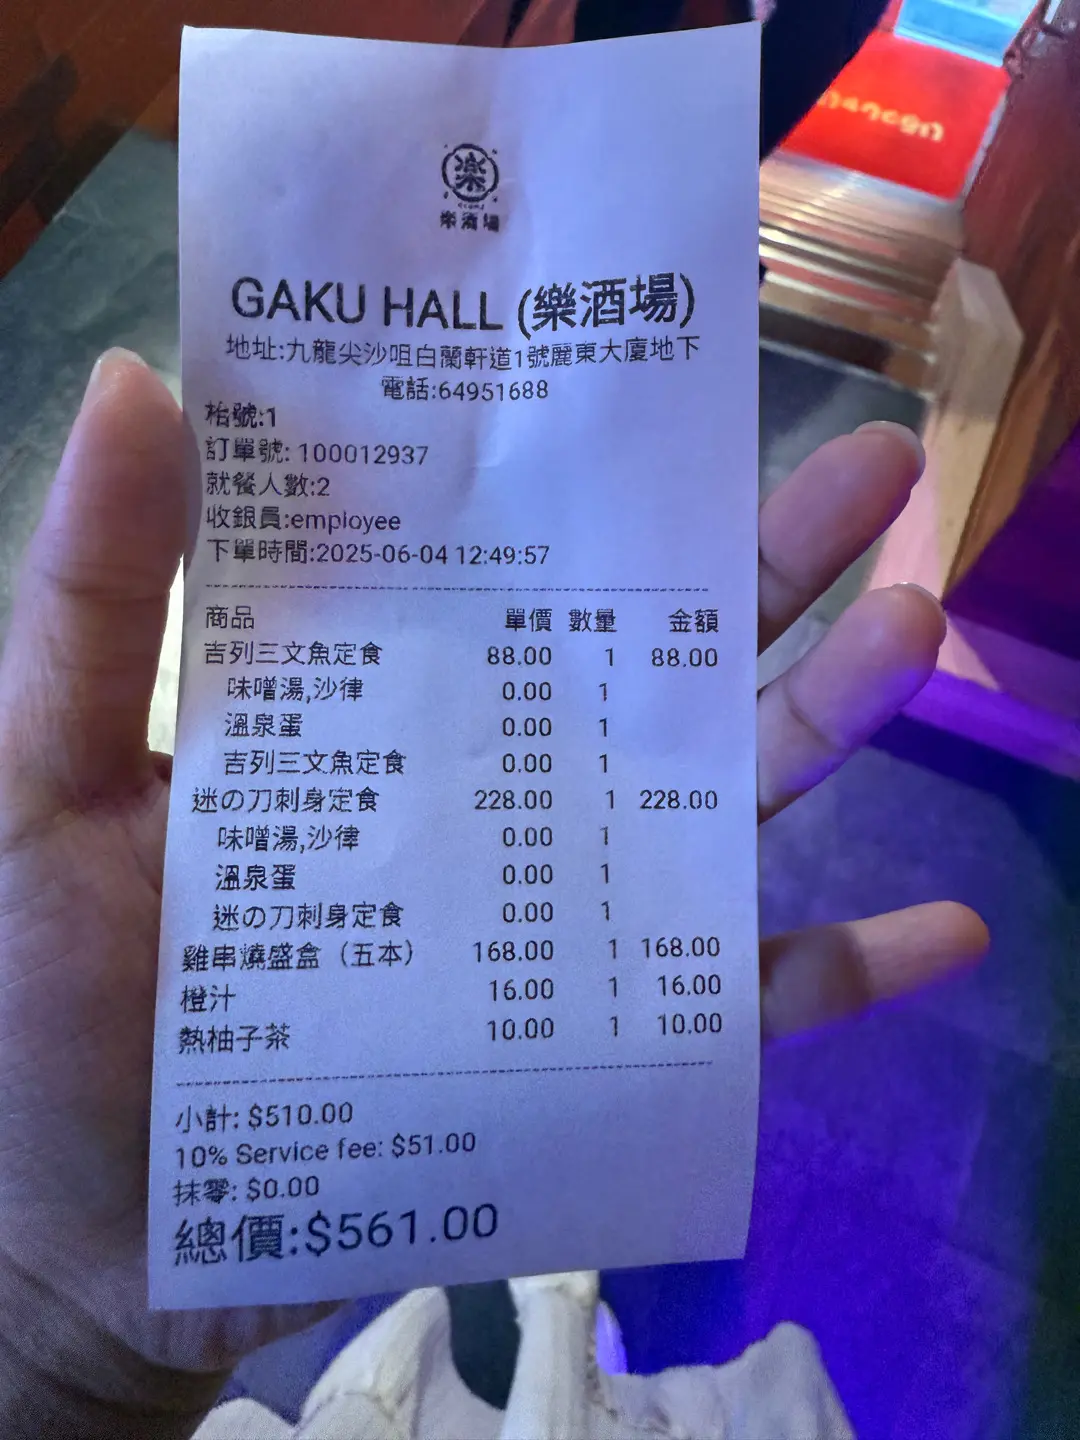 楽
樂酒場
GAKU HALL (樂酒場)
地址:九龍尖沙咀白蘭軒道1號麗東大廈地下
電話:64951688
枱號:1
訂單號: 100012937
就餐人數:2
收銀員:employee
下單時間:2025-06-04 12:49:57
商品 單價 數量 金額
吉列三文魚定食 88.00 1 88.00
味噌湯,沙律 0.00 1
溫泉蛋 0.00 1
吉列三文魚定食 0.00 1
迷の刀刺身定食 228.00 1 228.00
味噌湯,沙律 0.00 1
溫泉蛋 0.00 1
迷の刀刺身定食 0.00 1
雞串燒盛盒（五本） 168.00 1 168.00
橙汁 16.00 1 16.00
熱柚子茶 10.00 1 10.00
小計: $510.00
10% Service fee: $51.00
抹零: $0.00
總價:$561.00